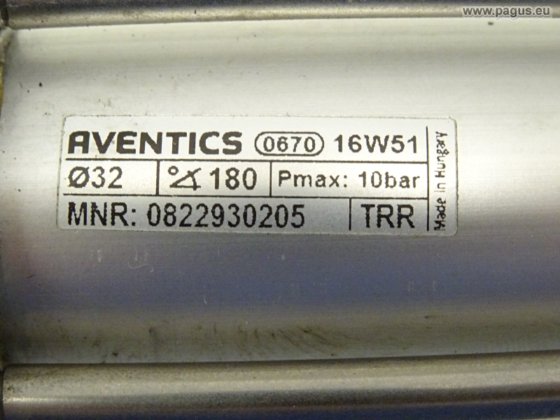 www.pagus.eu
AVENTICS 0670 16W51
Ø32 °∡ 180 Pmax: 10bar
MNR: 0822930205 TRR
Made in Hungary